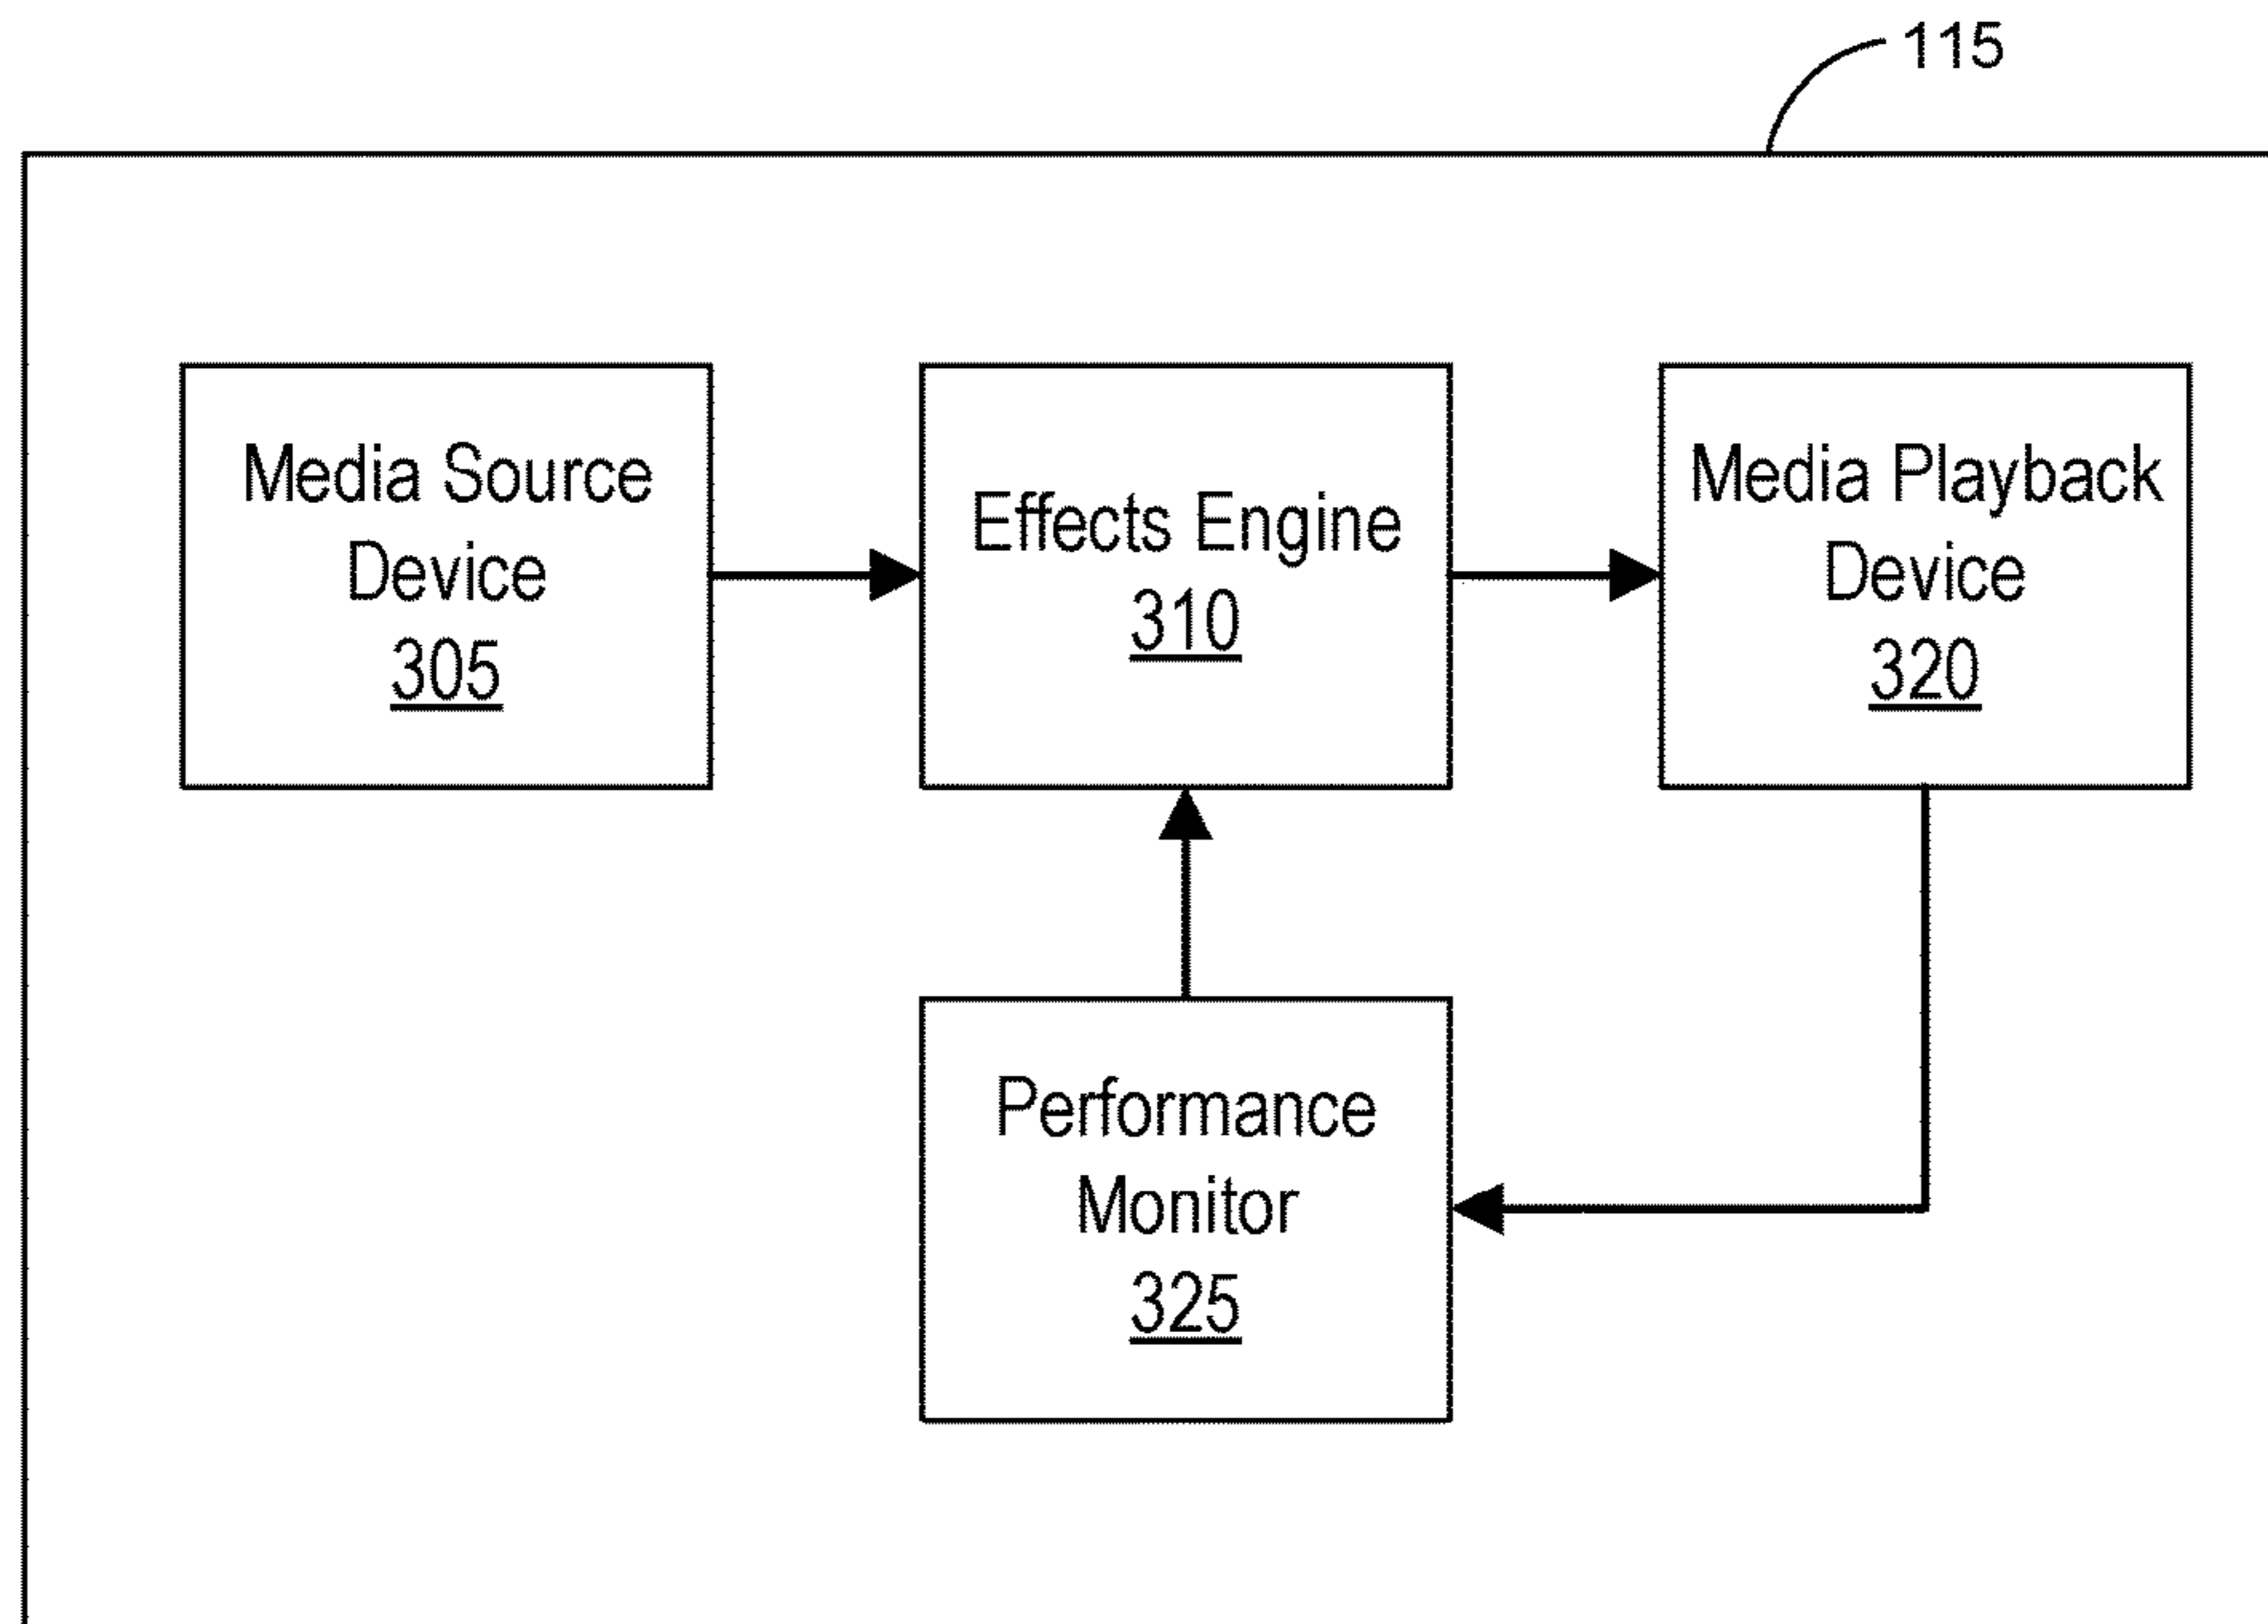 115
Media Source
Device
305
Effects Engine
310
Media Playback
Device
320
Performance
Monitor
325